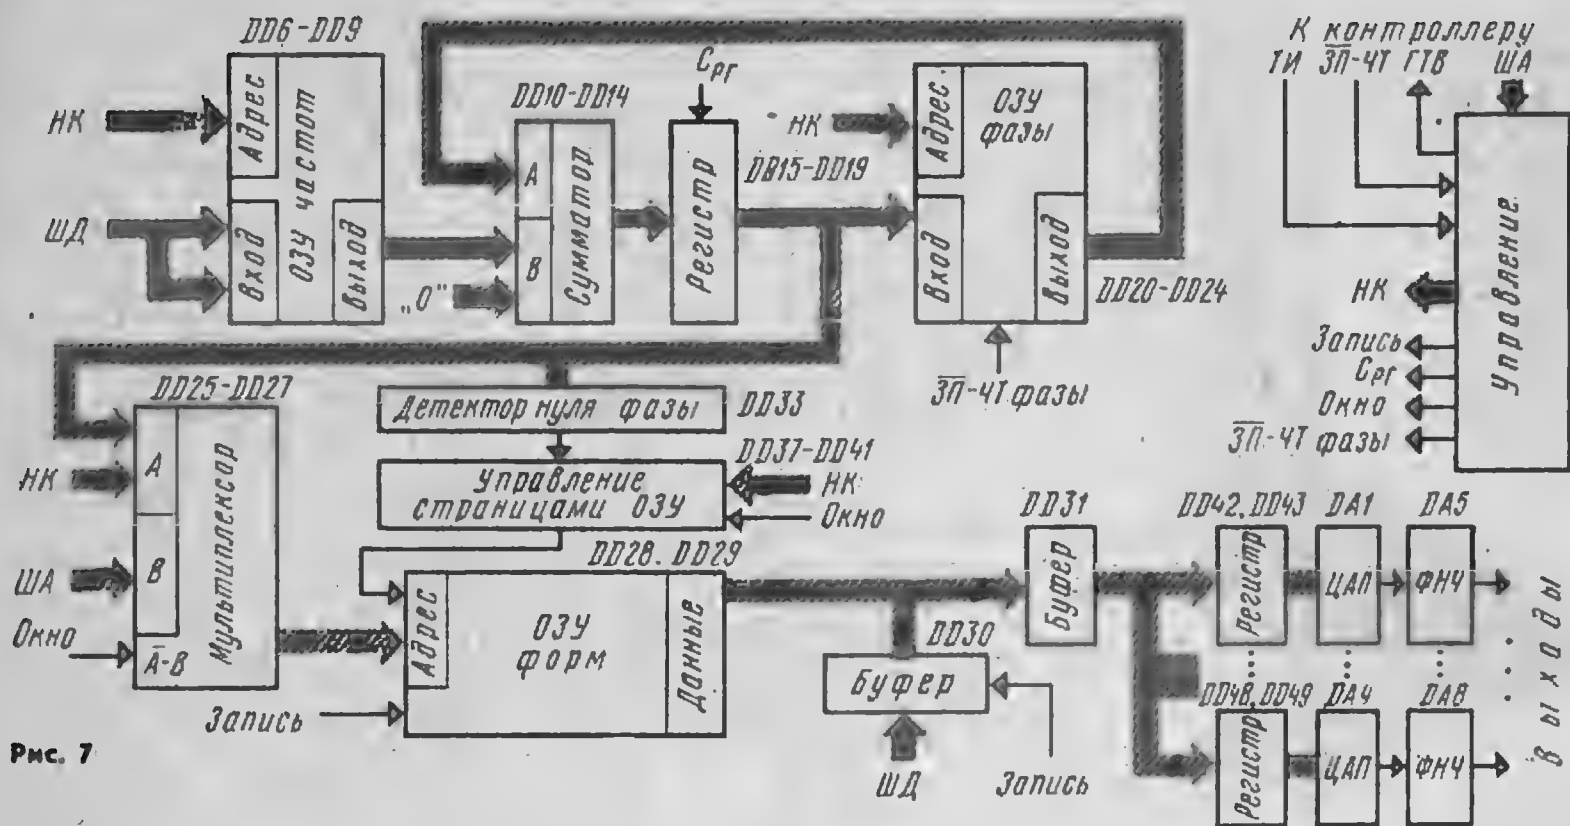 DD6–DD9
НК
ШД
Адрес
Вход
ОЗУ частот
Выход
DD10–DD14
„0"
А
В
Сумматор
Срг
Регистр
DD15–DD19
НК
Адрес
ОЗУ
фазы
Вход
Выход
DD20–DD24
З̅П̅-ЧТ фазы
К контроллеру
ТИ З̅П̅-ЧТ ГТВ ША
Управление
НК
Запись
Срг
Окно
З̅П̅-ЧТ фазы
DD25–DD27
НК
ША
Окно
А
В
А̅-В
Мультиплексор
Детектор нуля фазы
DD33
DD37–DD41
Управление
страницами ОЗУ
НК
Окно
DD28, DD29
Адрес
ОЗУ
форм
Данные
Запись
DD30
Буфер
ШД
Запись
DD31
Буфер
DD42, DD43
DA1
DA5
Регистр
ЦАП
ФНЧ
DD48, DD49
DA4
DA8
Регистр
ЦАП
ФНЧ
Выходы
Рис. 7